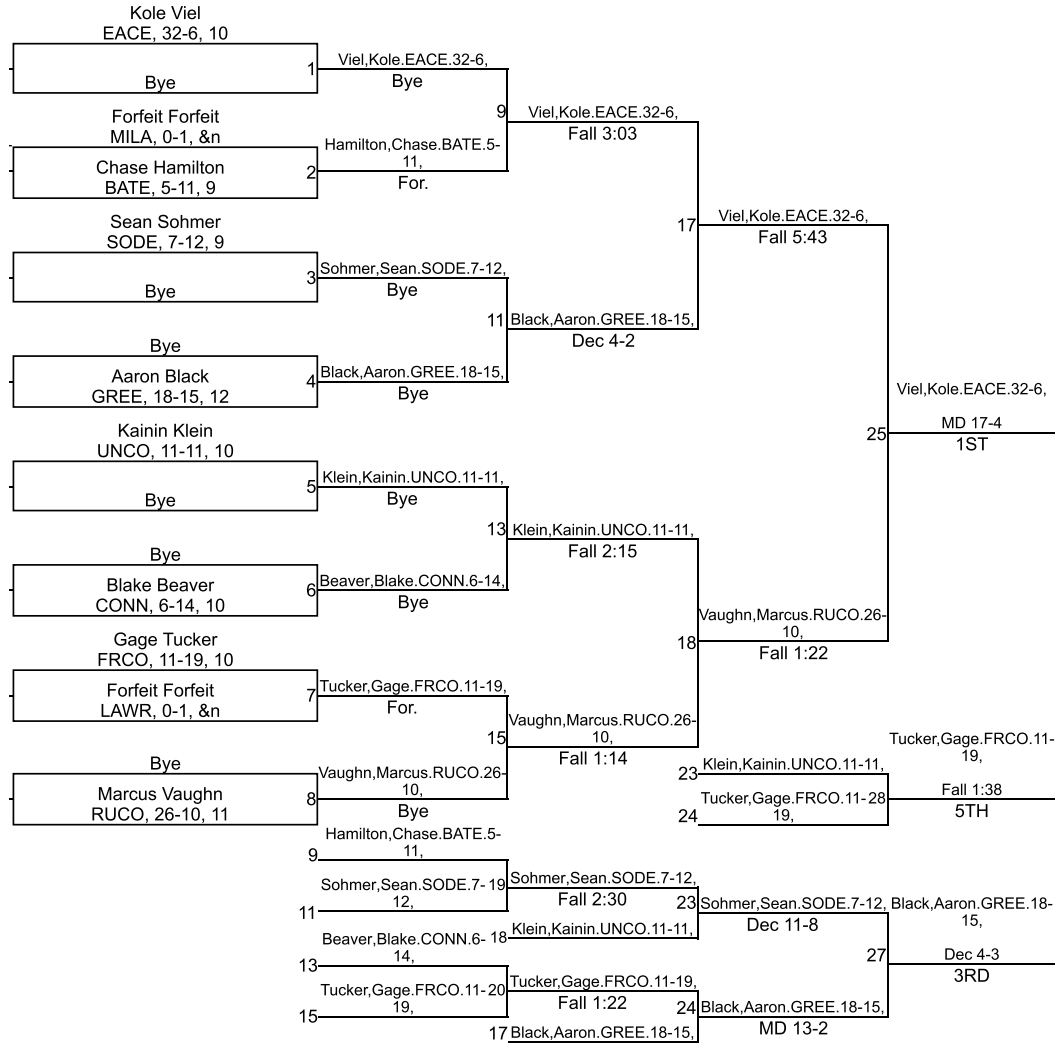 Kole Viel
EACE, 32-6, 10
Bye
1
Viel,Kole.EACE.32-6,
Bye
Forfeit Forfeit
MILA, 0-1, &n
Chase Hamilton
BATE, 5-11, 9
2
Hamilton,Chase.BATE.5-
11,
For.
9
Viel,Kole.EACE.32-6,
Fall 3:03
Sean Sohmer
SODE, 7-12, 9
Bye
3
Sohmer,Sean.SODE.7-12,
Bye
Bye
Aaron Black
GREE, 18-15, 12
4
Black,Aaron.GREE.18-15,
Bye
11
Black,Aaron.GREE.18-15,
Dec 4-2
17
Viel,Kole.EACE.32-6,
Fall 5:43
Kainin Klein
UNCO, 11-11, 10
Bye
5
Klein,Kainin.UNCO.11-11,
Bye
Bye
Blake Beaver
CONN, 6-14, 10
6
Beaver,Blake.CONN.6-14,
Bye
13
Klein,Kainin.UNCO.11-11,
Fall 2:15
Gage Tucker
FRCO, 11-19, 10
Forfeit Forfeit
LAWR, 0-1, &n
7
Tucker,Gage.FRCO.11-19,
For.
Bye
Marcus Vaughn
RUCO, 26-10, 11
8
Vaughn,Marcus.RUCO.26-
10,
Bye
15
Vaughn,Marcus.RUCO.26-
10,
Fall 1:14
18
Vaughn,Marcus.RUCO.26-
10,
Fall 1:22
25
Viel,Kole.EACE.32-6,
MD 17-4
1ST
23
Klein,Kainin.UNCO.11-11,
24
Tucker,Gage.FRCO.11-
19,
28
Tucker,Gage.FRCO.11-
19,
Fall 1:38
5TH
9
Hamilton,Chase.BATE.5-
11,
11
Sohmer,Sean.SODE.7-
12,
19
Sohmer,Sean.SODE.7-12,
Fall 2:30
18
Klein,Kainin.UNCO.11-11,
23
Sohmer,Sean.SODE.7-12,
Dec 11-8
13
Beaver,Blake.CONN.6-
14,
15
Tucker,Gage.FRCO.11-
19,
20
Tucker,Gage.FRCO.11-19,
Fall 1:22
17
Black,Aaron.GREE.18-15,
24
Black,Aaron.GREE.18-15,
MD 13-2
27
Black,Aaron.GREE.18-
15,
Dec 4-3
3RD